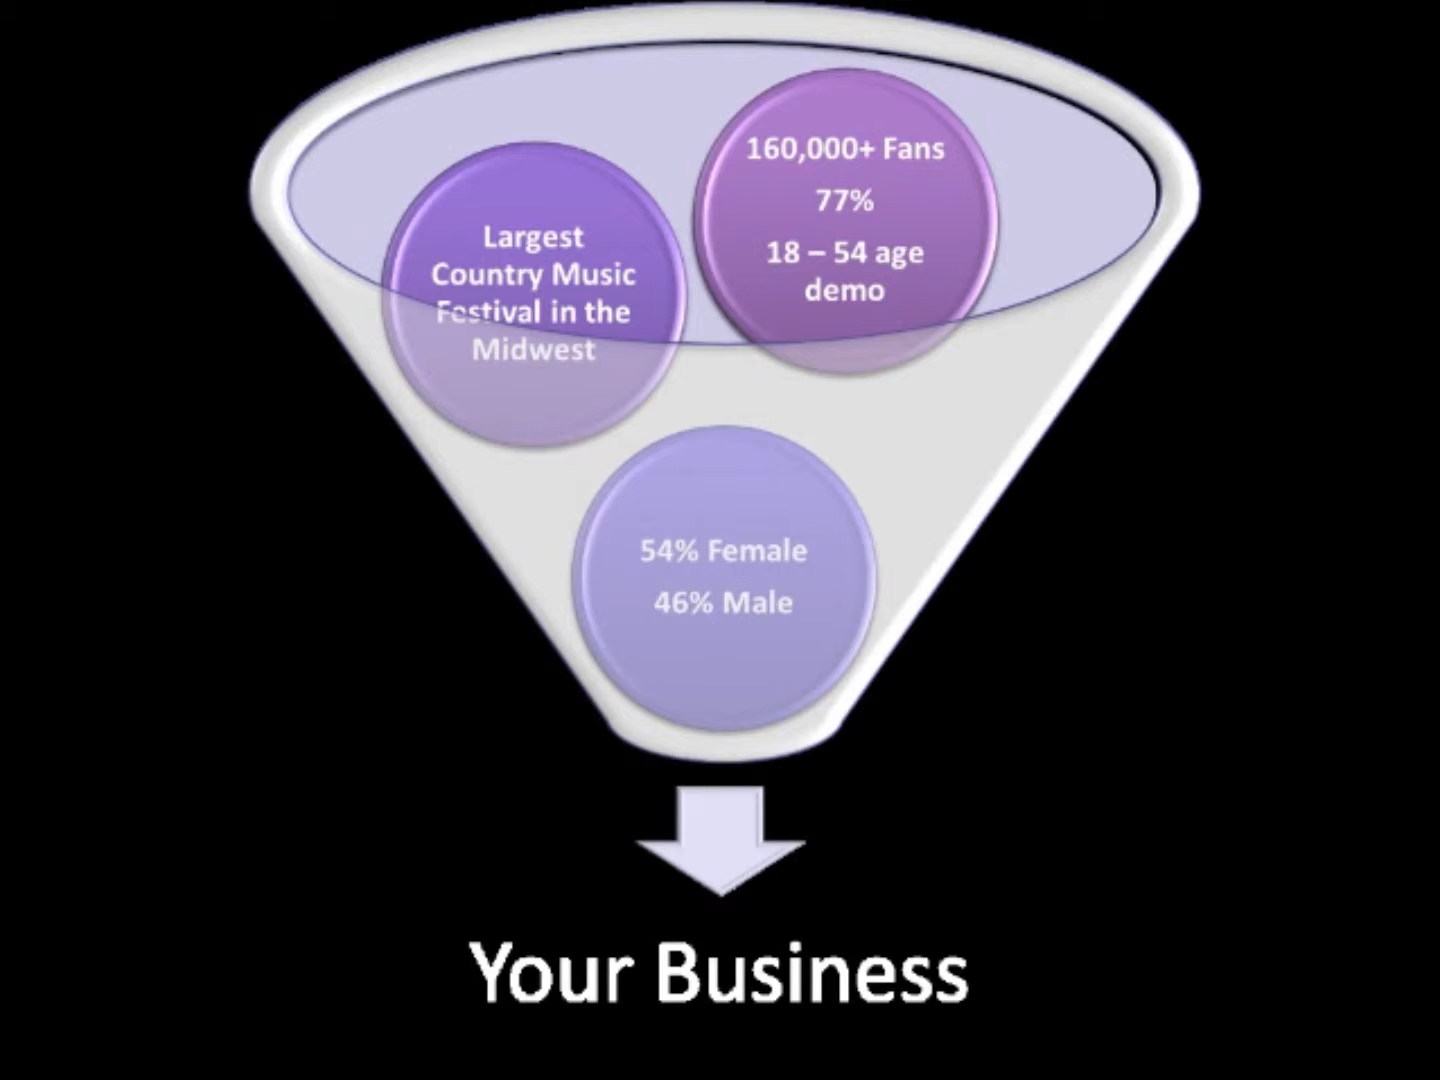 160,000+ Fans
77%
18 – 54 age
demo
Largest
Country Music
Festival in the
Midwest
54% Female
46% Male
Your Business